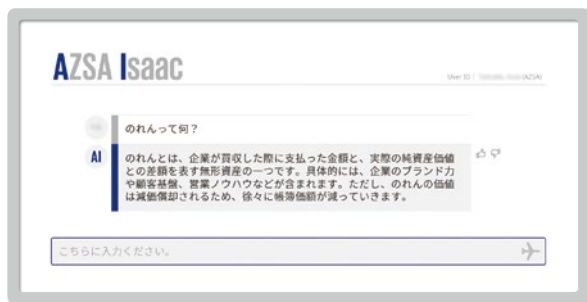 AZSA Isaac
User ID (AZSA)
のれんって何?
AI
のれんとは、企業が買収した際に支払った金額と、実際の純資産価値
との差額を表す無形資産の一つです。具体的には、企業のブランド力
や顧客基盤、営業ノウハウなどが含まれます。ただし、のれんの価値
は減価償却されるため、徐々に帳簿価額が減っていきます。
こちらに入力ください。